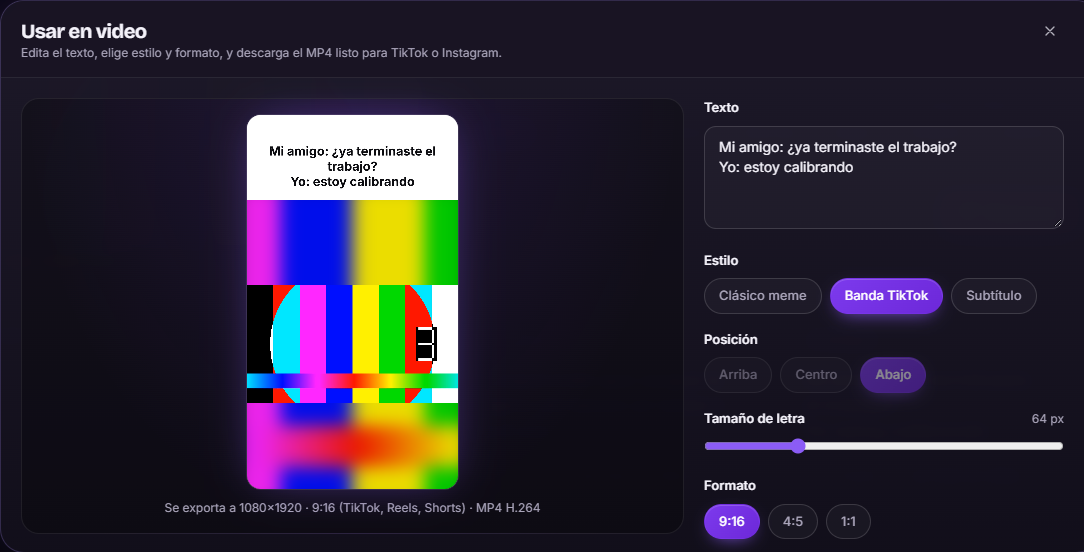 Usar en video
Edita el texto, elige estilo y formato, y descarga el MP4 listo para TikTok o Instagram.
Mi amigo: ¿ya terminaste el
trabajo?
Yo: estoy calibrando
Se exporta a 1080×1920 · 9:16 (TikTok, Reels, Shorts) · MP4 H.264
Texto
Mi amigo: ¿ya terminaste el trabajo?
Yo: estoy calibrando
Estilo
Clásico meme Banda TikTok Subtítulo
Posición
Arriba Centro Abajo
Tamaño de letra 64 px
Formato
9:16 4:5 1:1